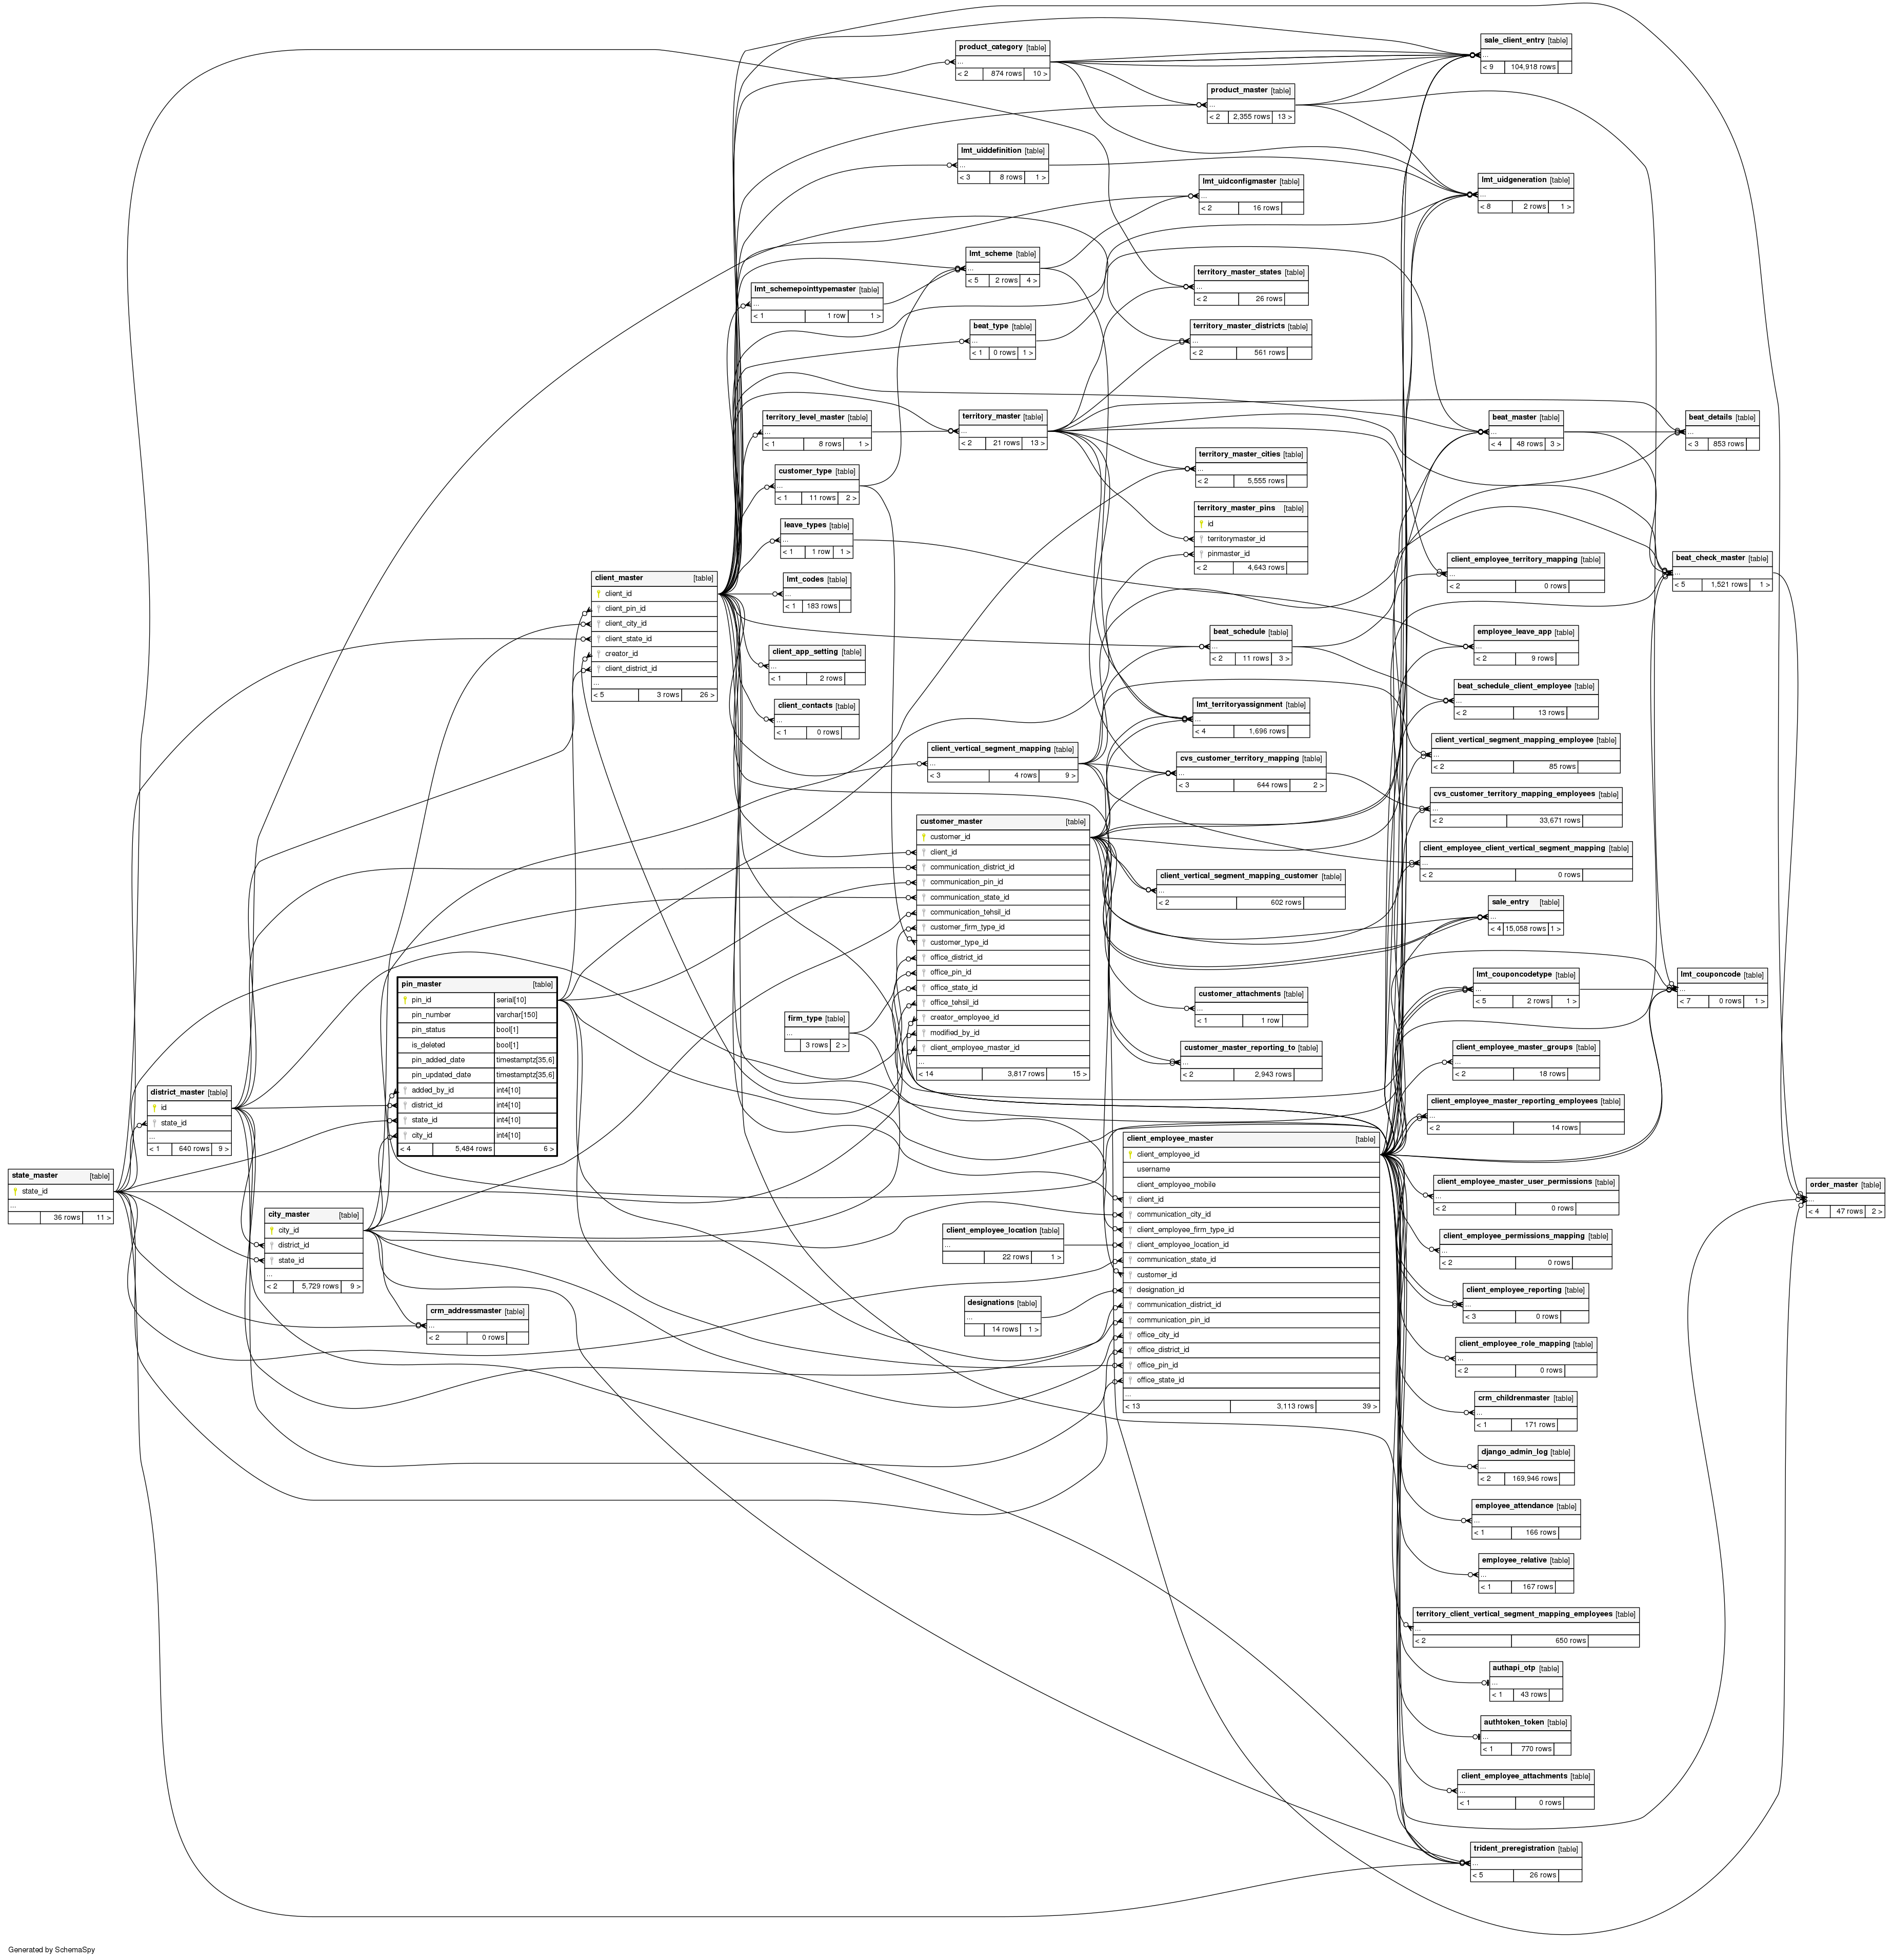 product_category [table]
...
< 2 874 rows 10 >
sale_client_entry [table]
...
< 9 104,918 rows
product_master [table]
...
< 2 2,355 rows 13 >
lmt_uiddefinition [table]
...
< 3 8 rows 1 >
lmt_uidconfigmaster [table]
...
< 2 16 rows
lmt_uidgeneration [table]
...
< 8 2 rows 1 >
lmt_scheme [table]
...
< 5 2 rows 4 >
territory_master_states [table]
...
< 2 26 rows
lmt_schemepointtypemaster [table]
...
< 1 1 row 1 >
beat_type [table]
...
< 1 0 rows 1 >
territory_master_districts [table]
...
< 2 561 rows
territory_level_master [table]
...
< 1 8 rows 1 >
territory_master [table]
...
< 2 21 rows 13 >
beat_master [table]
...
< 4 48 rows 3 >
beat_details [table]
...
< 3 853 rows
customer_type [table]
...
< 1 11 rows 2 >
territory_master_cities [table]
...
< 2 5,555 rows
leave_types [table]
...
< 1 1 row 1 >
territory_master_pins [table]
id
territorymaster_id
pinmaster_id
< 2 4,643 rows
client_employee_territory_mapping [table]
...
< 2 0 rows
beat_check_master [table]
...
< 5 1,521 rows 1 >
client_master [table]
client_id
client_pin_id
client_city_id
client_state_id
creator_id
client_district_id
...
< 5 3 rows 26 >
lmt_codes [table]
...
< 1 183 rows
client_app_setting [table]
...
< 1 2 rows
client_contacts [table]
...
< 1 0 rows
beat_schedule [table]
...
< 2 11 rows 3 >
employee_leave_app [table]
...
< 2 9 rows
beat_schedule_client_employee [table]
...
< 2 13 rows
lmt_territoryassignment [table]
...
< 4 1,696 rows
client_vertical_segment_mapping_employee [table]
...
< 2 85 rows
client_vertical_segment_mapping [table]
...
< 3 4 rows 9 >
cvs_customer_territory_mapping [table]
...
< 3 644 rows 2 >
cvs_customer_territory_mapping_employees [table]
...
< 2 33,671 rows
customer_master [table]
customer_id
client_id
communication_district_id
communication_pin_id
communication_state_id
communication_tehsil_id
customer_firm_type_id
customer_type_id
office_district_id
office_pin_id
office_state_id
office_tehsil_id
creator_employee_id
modified_by_id
client_employee_master_id
...
< 14 3,817 rows 15 >
client_employee_client_vertical_segment_mapping [table]
...
< 2 0 rows
client_vertical_segment_mapping_customer [table]
...
< 2 602 rows
sale_entry [table]
...
< 4 15,058 rows 1 >
lmt_couponcodetype [table]
...
< 5 2 rows 1 >
lmt_couponcode [table]
...
< 7 0 rows 1 >
pin_master [table]
pin_id serial[10]
pin_number varchar[150]
pin_status bool[1]
is_deleted bool[1]
pin_added_date timestamptz[35,6]
pin_updated_date timestamptz[35,6]
added_by_id int4[10]
district_id int4[10]
state_id int4[10]
city_id int4[10]
< 4 5,484 rows 6 >
firm_type [table]
...
3 rows 2 >
customer_attachments [table]
...
< 1 1 row
customer_master_reporting_to [table]
...
< 2 2,943 rows
client_employee_master_groups [table]
...
< 2 18 rows
client_employee_master_reporting_employees [table]
...
< 2 14 rows
district_master [table]
id
state_id
...
< 1 640 rows 9 >
state_master [table]
state_id
...
36 rows 11 >
city_master [table]
city_id
district_id
state_id
...
< 2 5,729 rows 9 >
crm_addressmaster [table]
...
< 2 0 rows
client_employee_location [table]
...
22 rows 1 >
designations [table]
...
14 rows 1 >
client_employee_master [table]
client_employee_id
username
client_employee_mobile
client_id
communication_city_id
client_employee_firm_type_id
client_employee_location_id
communication_state_id
customer_id
designation_id
communication_district_id
communication_pin_id
office_city_id
office_district_id
office_pin_id
office_state_id
...
< 13 3,113 rows 39 >
client_employee_master_user_permissions [table]
...
< 2 0 rows
order_master [table]
...
< 4 47 rows 2 >
client_employee_permissions_mapping [table]
...
< 2 0 rows
client_employee_reporting [table]
...
< 3 0 rows
client_employee_role_mapping [table]
...
< 2 0 rows
crm_childrenmaster [table]
...
< 1 171 rows
django_admin_log [table]
...
< 2 169,946 rows
employee_attendance [table]
...
< 1 166 rows
employee_relative [table]
...
< 1 167 rows
territory_client_vertical_segment_mapping_employees [table]
...
< 2 650 rows
authapi_otp [table]
...
< 1 43 rows
authtoken_token [table]
...
< 1 770 rows
client_employee_attachments [table]
...
< 1 0 rows
trident_preregistration [table]
...
< 5 26 rows
Generated by SchemaSpy